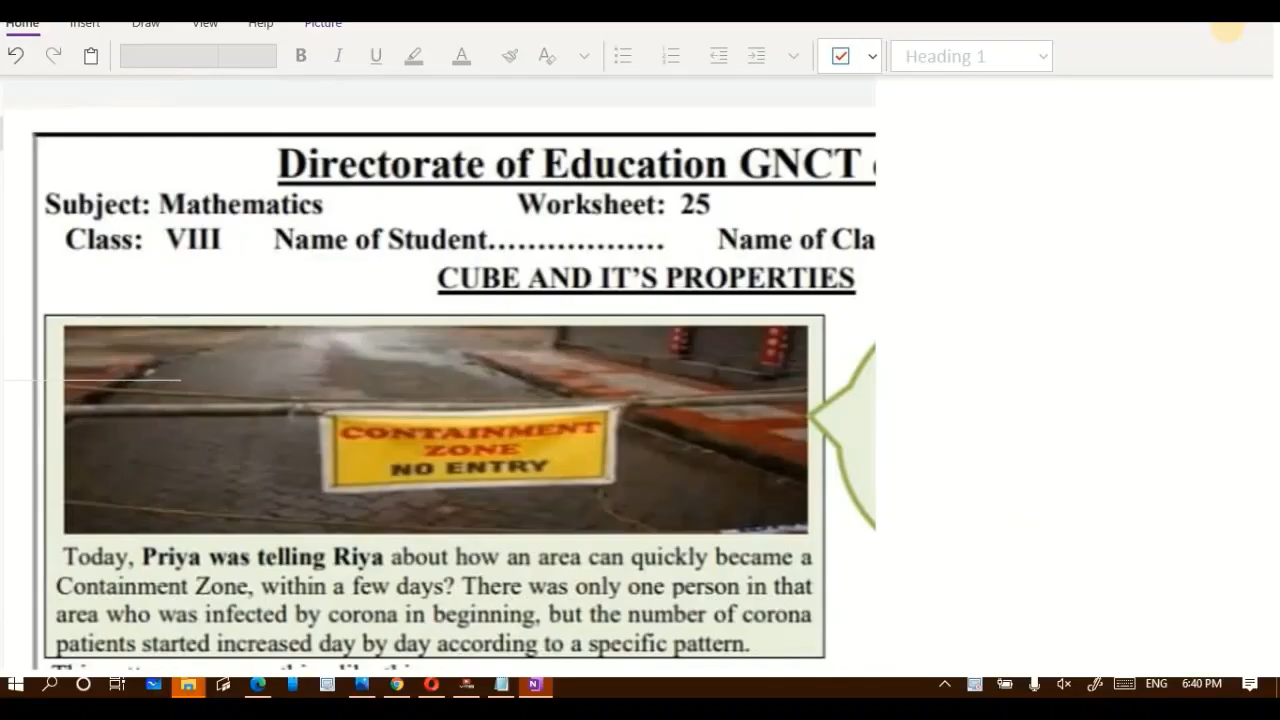 Home Insert Draw View Help Picture
B I U A A Heading 1
Directorate of Education GNCT
Subject: Mathematics Worksheet: 25
Class: VIII Name of Student.................. Name of Cla
CUBE AND IT'S PROPERTIES
CONTAINMENT
ZONE
NO ENTRY
Today, Priya was telling Riya about how an area can quickly became a
Containment Zone, within a few days? There was only one person in that
area who was infected by corona in beginning, but the number of corona
patients started increased day by day according to a specific pattern.
ENG 6:40 PM